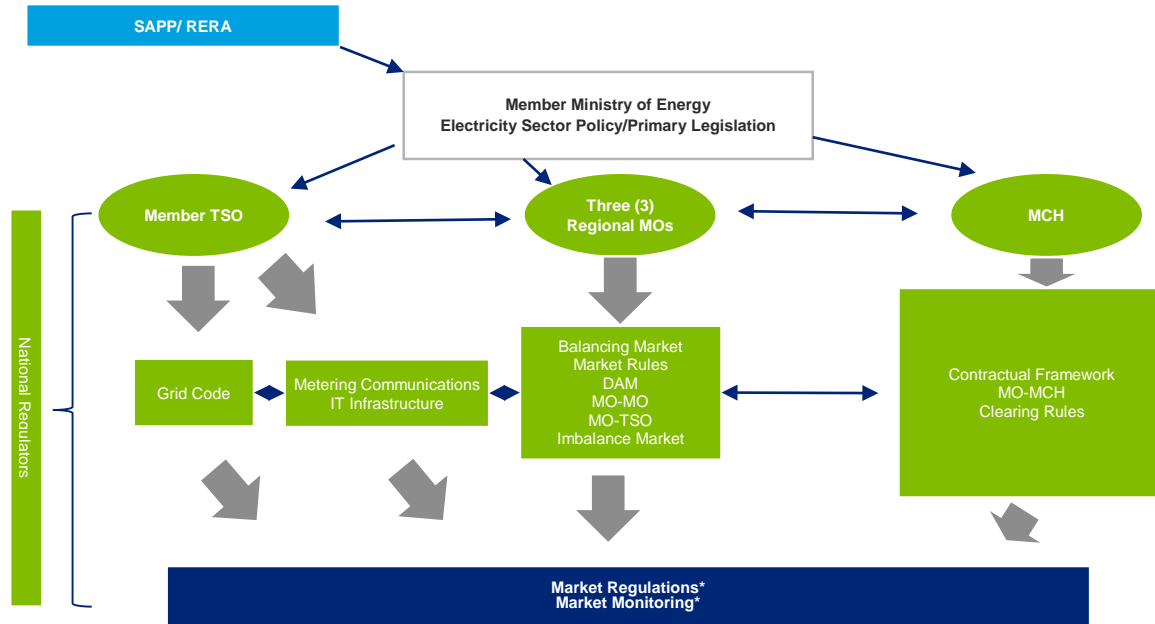 SAPP/ RERA
Member Ministry of Energy
Electricity Sector Policy/Primary Legislation
Member TSO
Three (3)
Regional MOs
MCH
National Regulators
Grid Code
Metering Communications
IT Infrastructure
Balancing Market
Market Rules
DAM
MO-MO
MO-TSO
Imbalance Market
Contractual Framework
MO-MCH
Clearing Rules
Market Regulations*
Market Monitoring*